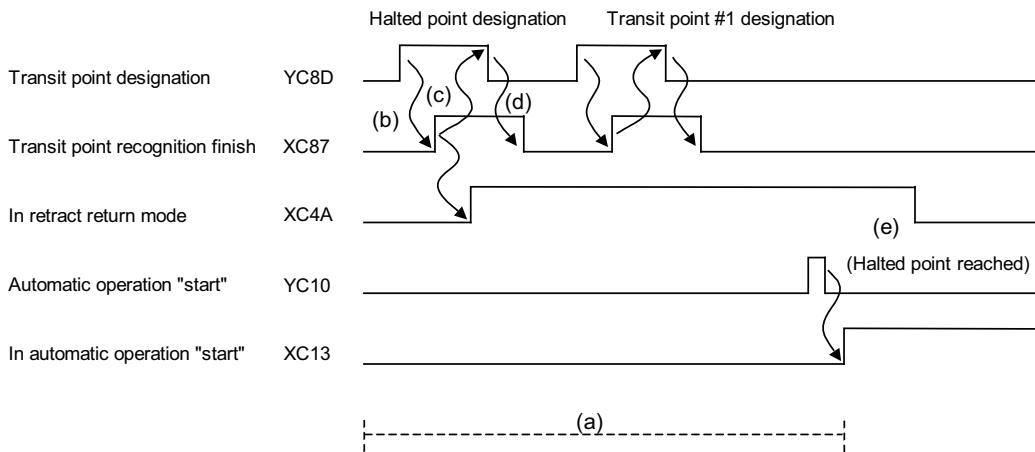 Halted point designation Transit point #1 designation
Transit point designation YC8D
(c)
(b) (d)
Transit point recognition finish XC87
In retract return mode XC4A
(e)
Automatic operation "start" YC10 (Halted point reached)
In automatic operation "start" XC13
(a)